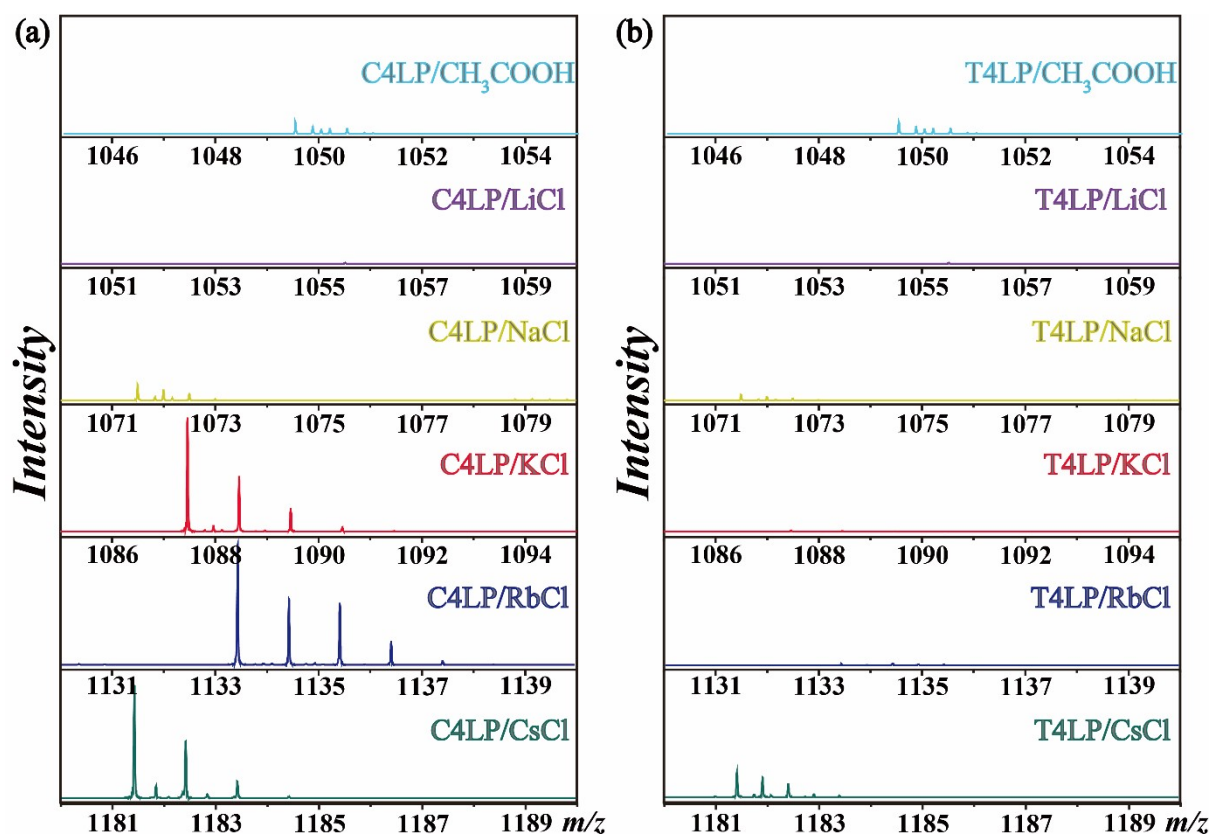 (a)
Intensity
C4LP/CH₃COOH
1046 1048 1050 1052 1054
C4LP/LiCl
1051 1053 1055 1057 1059
C4LP/NaCl
1071 1073 1075 1077 1079
C4LP/KCl
1086 1088 1090 1092 1094
C4LP/RbCl
1131 1133 1135 1137 1139
C4LP/CsCl
1181 1183 1185 1187 1189 m/z
(b)
Intensity
T4LP/CH₃COOH
1046 1048 1050 1052 1054
T4LP/LiCl
1051 1053 1055 1057 1059
T4LP/NaCl
1071 1073 1075 1077 1079
T4LP/KCl
1086 1088 1090 1092 1094
T4LP/RbCl
1131 1133 1135 1137 1139
T4LP/CsCl
1181 1183 1185 1187 1189 m/z